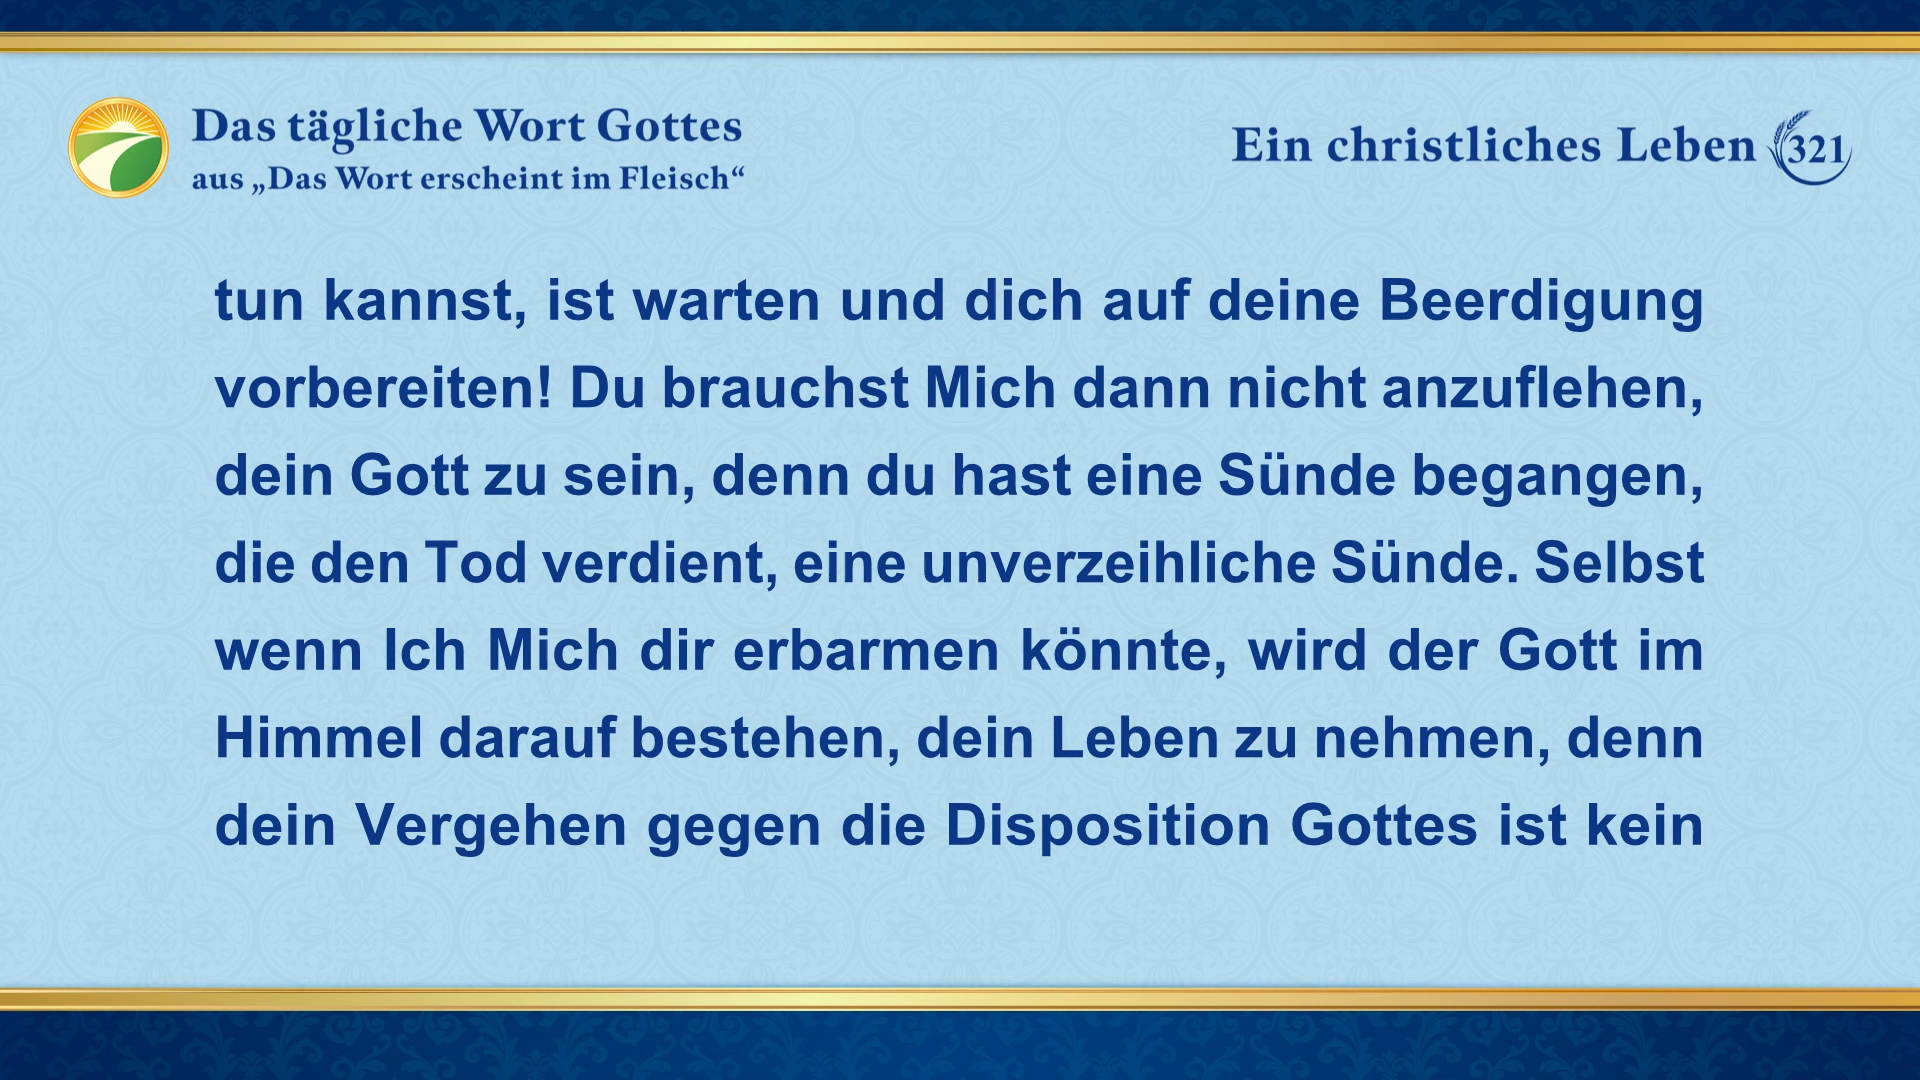 Das tägliche Wort Gottes
aus „Das Wort erscheint im Fleisch“
Ein christliches Leben 321
tun kannst, ist warten und dich auf deine Beerdigung
vorbereiten! Du brauchst Mich dann nicht anzuflehen,
dein Gott zu sein, denn du hast eine Sünde begangen,
die den Tod verdient, eine unverzeihliche Sünde. Selbst
wenn Ich Mich dir erbarmen könnte, wird der Gott im
Himmel darauf bestehen, dein Leben zu nehmen, denn
dein Vergehen gegen die Disposition Gottes ist kein